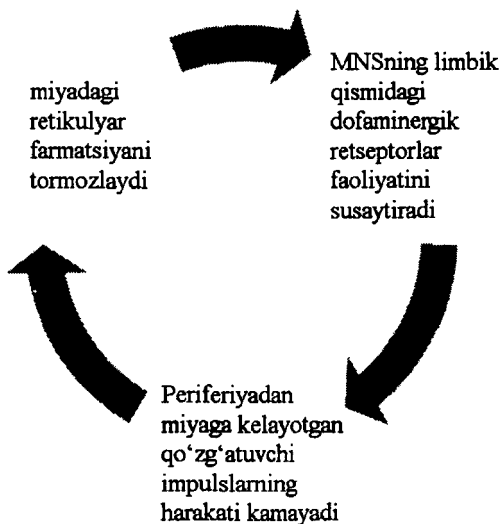 miyadagi
retikulyar
farmatsiyani
tormozlaydi
MNSning limbik
qismidagi
dofaminergik
retseptorlar
faoliyatini
susaytiradi
Periferiyadan
miyaga kelayotgan
qo‘zg‘atuvchi
impulslarning
harakati kamayadi